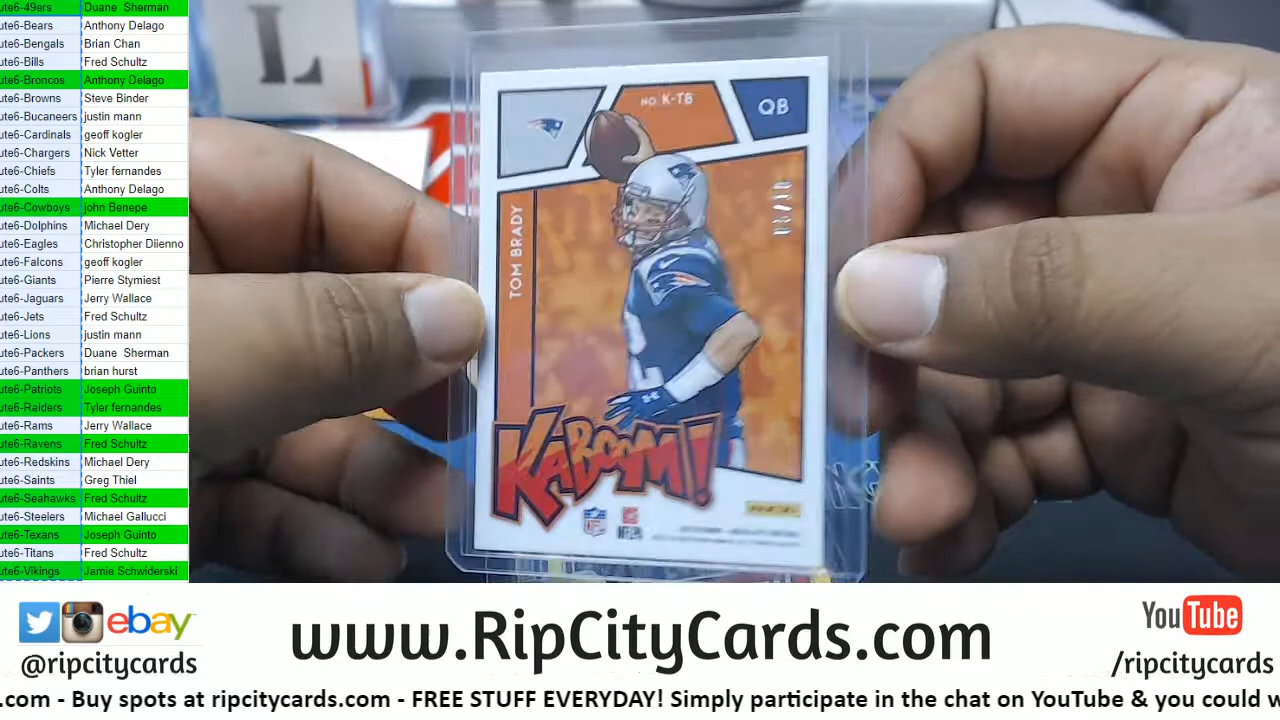 ute6-49ers Duane Sherman
ute6-Bears Anthony Delago
ute6-Bengals Brian Chan
ute6-Bills Fred Schultz
ute6-Broncos Anthony Delago
ute6-Browns Steve Binder
ute6-Bucaneers justin mann
ute6-Cardinals geoff kogler
ute6-Chargers Nick Vetter
ute6-Chiefs Tyler fernandes
ute6-Colts Anthony Delago
ute6-Cowboys john Benepe
ute6-Dolphins Michael Dery
ute6-Eagles Christopher Diienno
ute6-Falcons geoff kogler
ute6-Giants Pierre Stymiest
ute6-Jaguars Jerry Wallace
ute6-Jets Fred Schultz
ute6-Lions justin mann
ute6-Packers Duane Sherman
ute6-Panthers brian hurst
ute6-Patriots Joseph Guinto
ute6-Raiders Tyler fernandes
ute6-Rams Jerry Wallace
ute6-Ravens Fred Schultz
ute6-Redskins Michael Dery
ute6-Saints Greg Thiel
ute6-Seahawks Fred Schultz
ute6-Steelers Michael Gallucci
ute6-Texans Joseph Guinto
ute6-Titans Fred Schultz
ute6-Vikings Jamie Schwiderski
L
NO. K-TB
QB
TOM BRADY
KABOOM!
NFL
PANINI
ebay
@ripcitycards
www.RipCityCards.com
YouTube
/ripcitycards
.com - Buy spots at ripcitycards.com - FREE STUFF EVERYDAY! Simply participate in the chat on YouTube & you could w